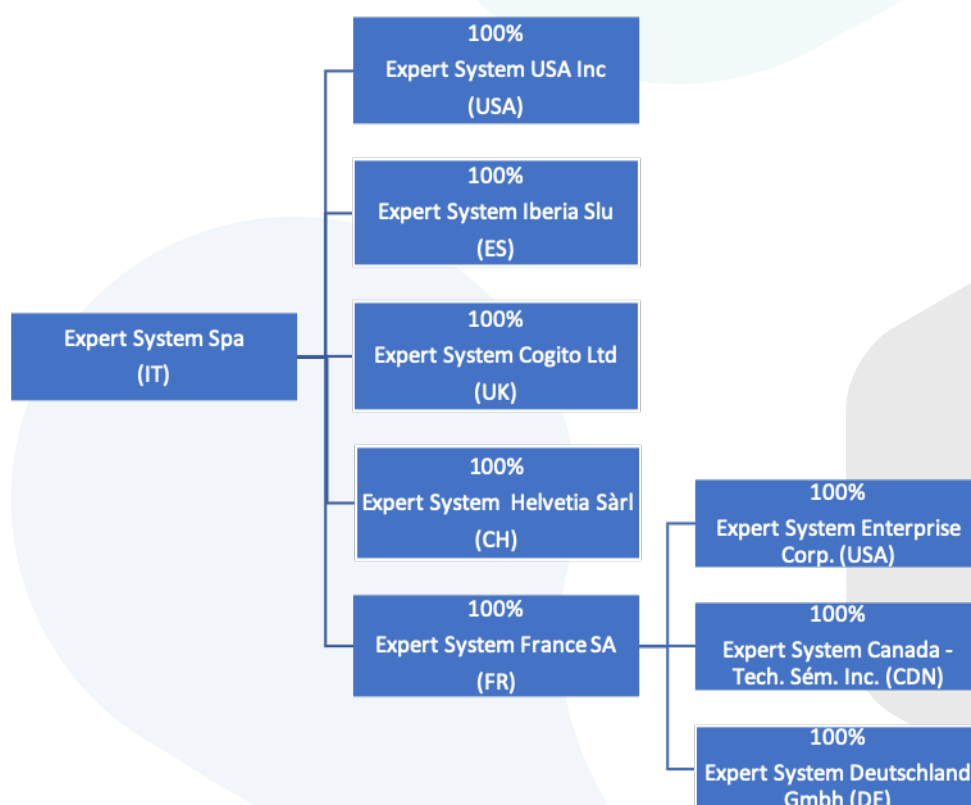 100%
Expert System USA Inc
(USA)
100%
Expert System Iberia Slu
(ES)
100%
Expert System Cogito Ltd
(UK)
Expert System Spa
(IT)
100%
Expert System Helvetia Sàrl
(CH)
100%
Expert System France SA
(FR)
100%
Expert System Enterprise
Corp. (USA)
100%
Expert System Canada -
Tech. Sém. Inc. (CDN)
100%
Expert System Deutschland
Gmbh (DE)